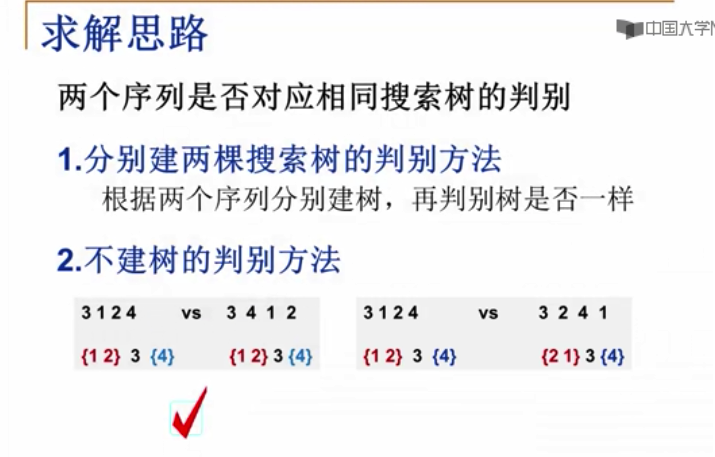 求解思路
中国大学
两个序列是否对应相同搜索树的判别
1.分别建两棵搜索树的判别方法
根据两个序列分别建树，再判别树是否一样
2.不建树的判别方法
3 1 2 4 vs 3 4 1 2
{1 2} 3 {4} {1 2} 3 {4}
3 1 2 4 vs 3 2 4 1
{1 2} 3 {4} {2 1} 3 {4}